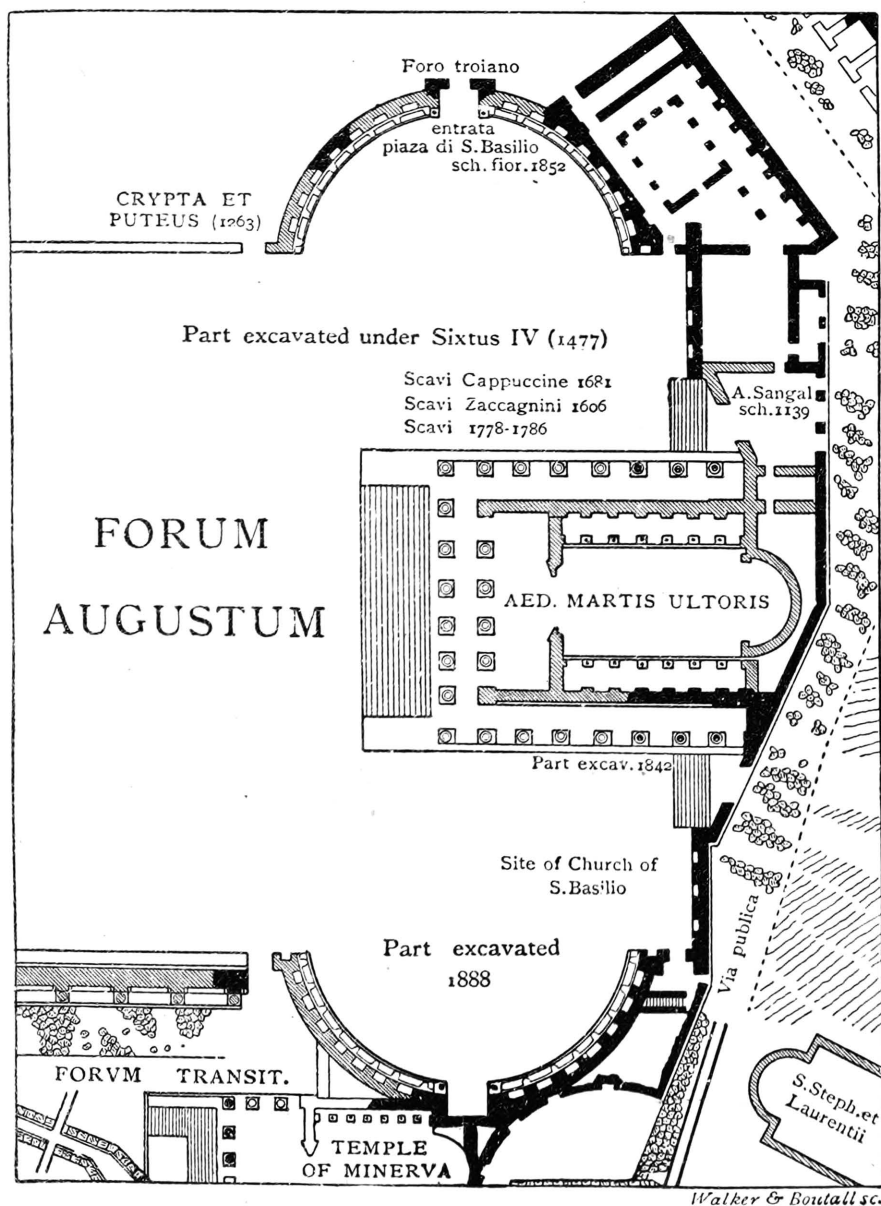 Foro troiano
entrata
piaza di S. Basilio
sch. fior. 1852
CRYPTA ET
PUTEUS (1263)
Part excavated under Sixtus IV (1477)
Scavi Cappuccine 1681
Scavi Zaccagnini 1606
Scavi 1778-1786
A. Sangal
sch. 1139
FORUM
AUGUSTUM
AED. MARTIS ULTORIS
Part excav. 1842
Site of Church of
S. Basilio
Part excavated
1888
Via publica
FORVM TRANSIT.
TEMPLE
OF MINERVA
S. Steph. et
Laurentii
Walker & Boutall sc.